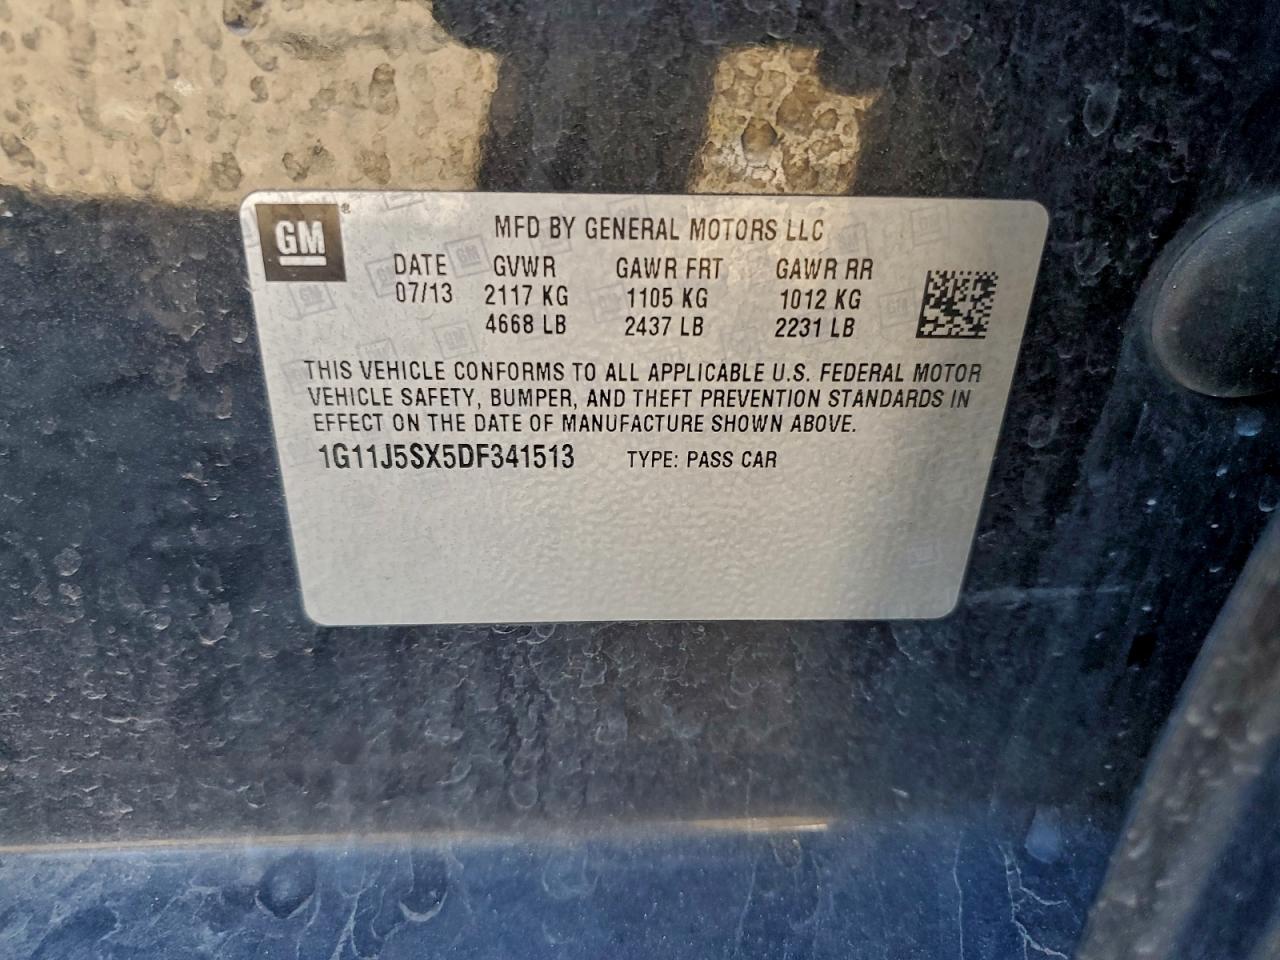 GM ®
MFD BY GENERAL MOTORS LLC
DATE GVWR GAWR FRT GAWR RR
07/13 2117 KG 1105 KG 1012 KG
4668 LB 2437 LB 2231 LB
THIS VEHICLE CONFORMS TO ALL APPLICABLE U.S. FEDERAL MOTOR
VEHICLE SAFETY, BUMPER, AND THEFT PREVENTION STANDARDS IN
EFFECT ON THE DATE OF MANUFACTURE SHOWN ABOVE.
1G11J5SX5DF341513 TYPE: PASS CAR